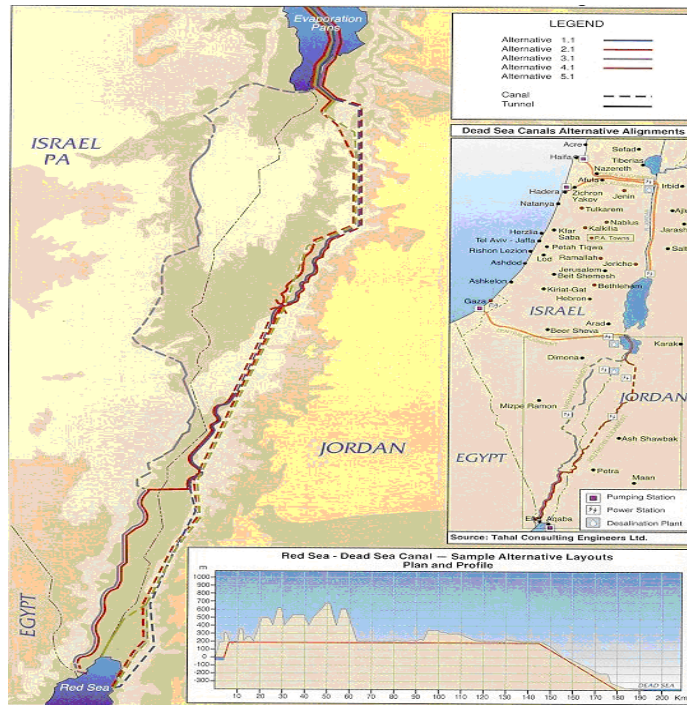 Evaporation
Pans
ISRAEL
PA
JORDAN
EGYPT
Red Sea
LEGEND
Alternative 1.1
Alternative 2.1
Alternative 3.1
Alternative 4.1
Alternative 5.1
Canal
Tunnel
Dead Sea Canals Alternative Alignments
Acre
Haifa
Sefad
Tiberias
Nazereth
Afula
Hadera
Zichron
Yakov
Jenin
Irbid
Natanya
Tulkarem
Nablus
Herzlia
Kfar
Saba
Kalkilia
P.A. Towns
Tel Aviv - Jaffa
Petah Tiqwa
Rishon Lezion
Lod
Ramallah
Jericho
Ashdod
Jerusalem
Beit Shemesh
Ashkelon
Kiriat-Gat
Bethlehem
Hebron
Gaza
ISRAEL
Arad
Beer Sheva
Karak
Dimona
JORDAN
Mizpe Ramon
EGYPT
Ash Shawbak
Petra
Maan
Aqaba
Pumping Station
Power Station
Desalination Plant
Source: Tahal Consulting Engineers Ltd.
Red Sea - Dead Sea Canal — Sample Alternative Layouts
Plan and Profile
m
1000
900
800
700
600
500
400
300
200
100
0
-100
-200
-300
DEAD SEA
10 20 30 40 50 60 70 80 90 100 110 120 130 140 150 160 170 180 190 200 Km